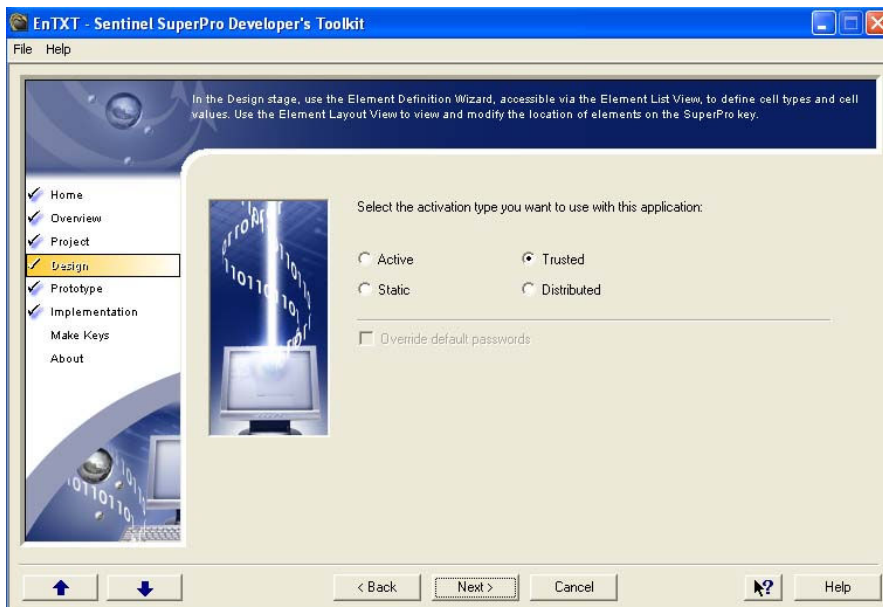 EnTXT - Sentinel SuperPro Developer's Toolkit
File Help
In the Design stage, use the Element Definition Wizard, accessible via the Element List View, to define cell types and cell
values. Use the Element Layout View to view and modify the location of elements on the SuperPro key.
Home
Overview
Project
Design
Prototype
Implementation
Make Keys
About
Select the activation type you want to use with this application:
Active Trusted
Static Distributed
Override default passwords
< Back Next > Cancel ? Help